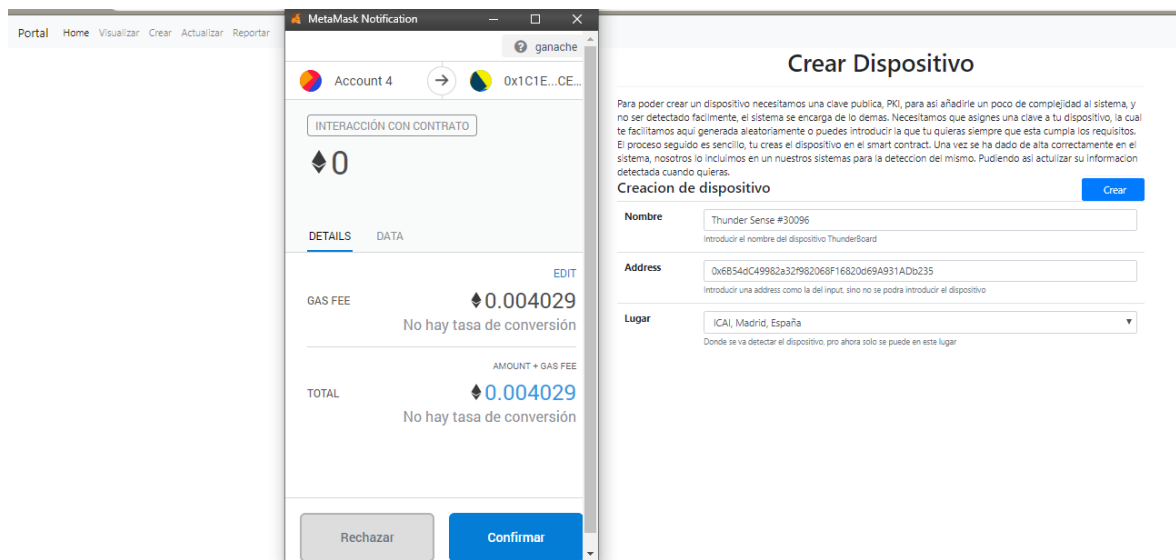 Portal Home Visualizar Crear Actualizar Reportar
MetaMask Notification
ganache
Account 4 0x1C1E...CE...
INTERACCIÓN CON CONTRATO
0
DETAILS DATA
EDIT
GAS FEE 0.004029
No hay tasa de conversión
AMOUNT + GAS FEE
TOTAL 0.004029
No hay tasa de conversión
Rechazar Confirmar
Crear Dispositivo
Para poder crear un dispositivo necesitamos una clave publica, PKI, para asi añadirle un poco de complejidad al sistema, y
no ser detectado facilmente, el sistema se encarga de lo demas. Necesitamos que asignes una clave a tu dispositivo, la cual
te facilitamos aqui generada aleatoriamente o puedes introducir la que tu quieras siempre que esta cumpla los requisitos.
El proceso seguido es sencillo, tu creas el dispositivo en el smart contract. Una vez se ha dado de alta correctamente en el
sistema, nosotros lo incluimos en un nuestros sistemas para la deteccion del mismo. Pudiendo asi actulizar su informacion
detectada cuando quieras.
Creacion de dispositivo Crear
Nombre Thunder Sense #30096
Introducir el nombre del dispositivo ThunderBoard
Address 0x6B54dC49982a32f982068F16820d69A931ADb235
Introducir una address como la del input, sino no se podra introducir el dispositivo
Lugar ICAI, Madrid, España
Donde se va detectar el dispositivo, pro ahora solo se puede en este lugar